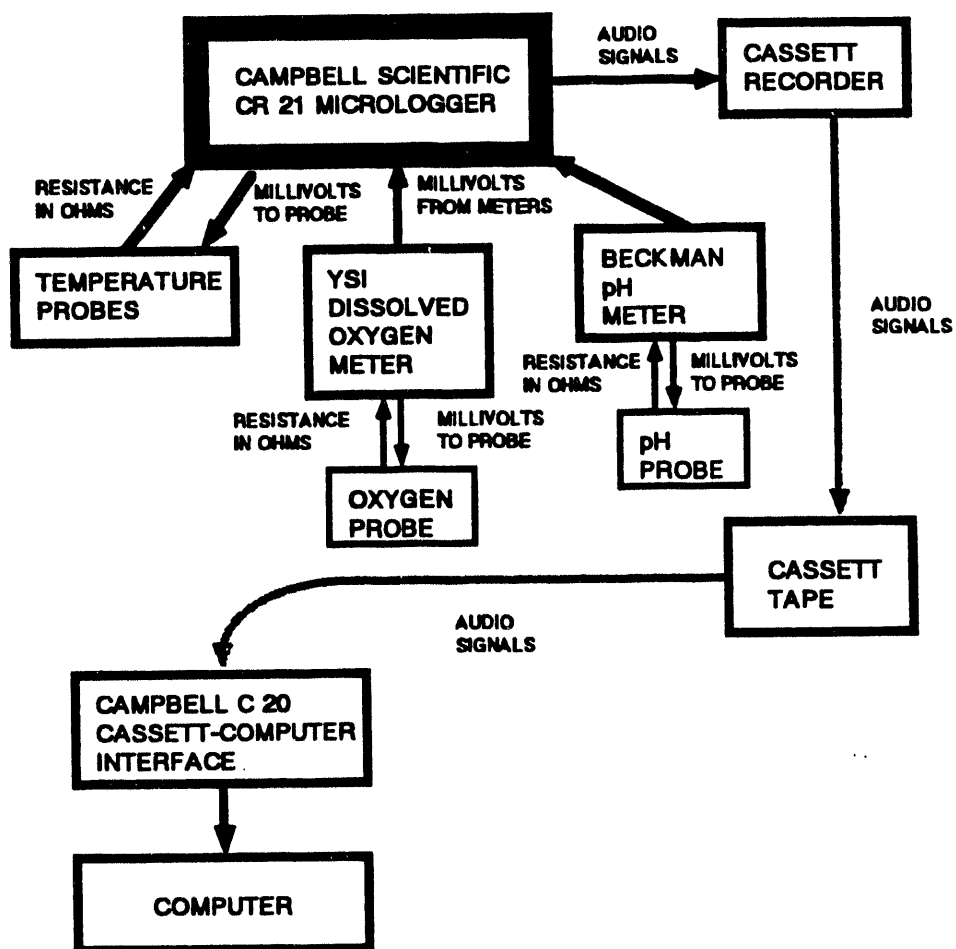 CAMPBELL SCIENTIFIC
CR 21 MICROLOGGER
AUDIO
SIGNALS
CASSETT
RECORDER
RESISTANCE
IN OHMS
MILLIVOLTS
TO PROBE
MILLIVOLTS
FROM METERS
TEMPERATURE
PROBES
YSI
DISSOLVED
OXYGEN
METER
BECKMAN
pH
METER
AUDIO
SIGNALS
RESISTANCE
IN OHMS
MILLIVOLTS
TO PROBE
RESISTANCE
IN OHMS
MILLIVOLTS
TO PROBE
pH
PROBE
OXYGEN
PROBE
CASSETT
TAPE
AUDIO
SIGNALS
CAMPBELL C 20
CASSETT-COMPUTER
INTERFACE
COMPUTER